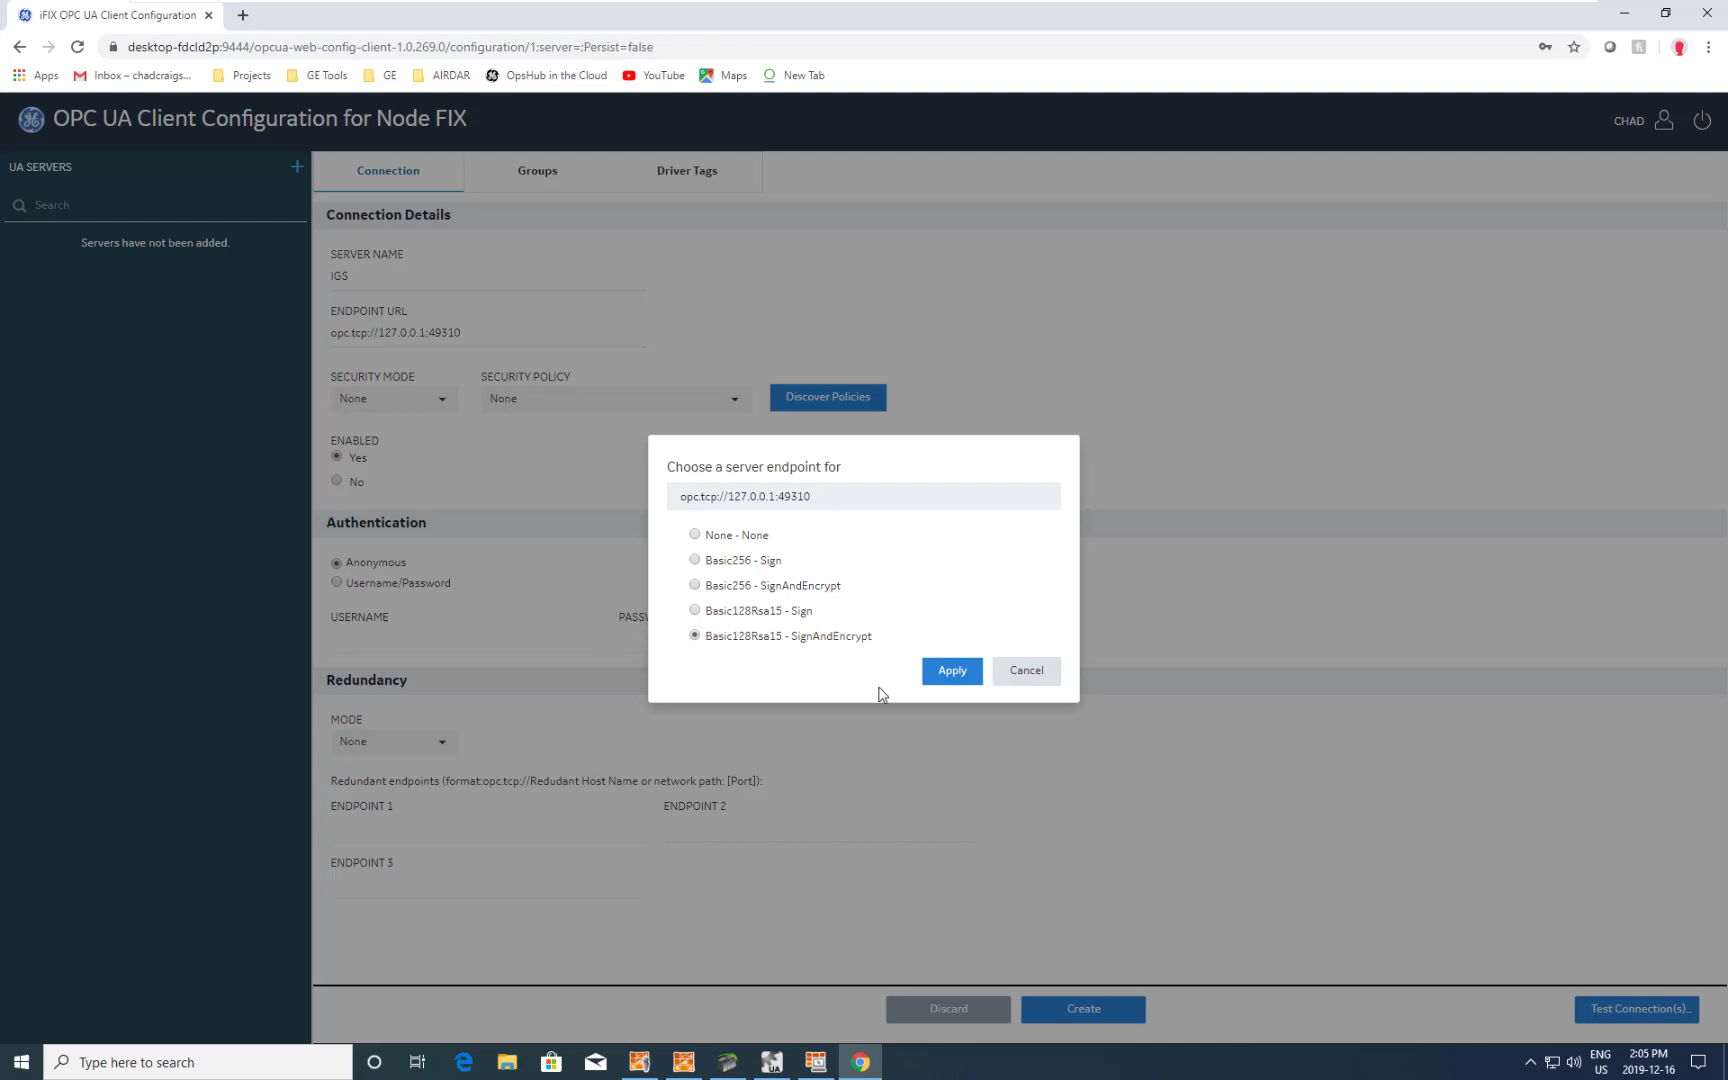 iFIX OPC UA Client Configuration
desktop-fdcld2p:9444/opcua-web-config-client-1.0.269.0/configuration/1;server=;Persist=false
Apps
Inbox – chadcraigs...
Projects
GE Tools
GE
AIRDAR
OpsHub in the Cloud
YouTube
Maps
New Tab
OPC UA Client Configuration for Node FIX
CHAD
UA SERVERS
Search
Servers have not been added.
Connection
Groups
Driver Tags
Connection Details
SERVER NAME
IGS
ENDPOINT URL
opc.tcp://127.0.0.1:49310
SECURITY MODE
SECURITY POLICY
None
None
Discover Policies
ENABLED
Yes
No
Authentication
Anonymous
Username/Password
USERNAME
PASSW
Choose a server endpoint for
opc.tcp://127.0.0.1:49310
None - None
Basic256 - Sign
Basic256 - SignAndEncrypt
Basic128Rsa15 - Sign
Basic128Rsa15 - SignAndEncrypt
Apply
Cancel
Redundancy
MODE
None
Redundant endpoints (format:opc.tcp://Redudant Host Name or network path: [Port]):
ENDPOINT 1
ENDPOINT 2
ENDPOINT 3
Discard
Create
Test Connection(s)...
Type here to search
UA
ENG
US
2:05 PM
2019-12-16